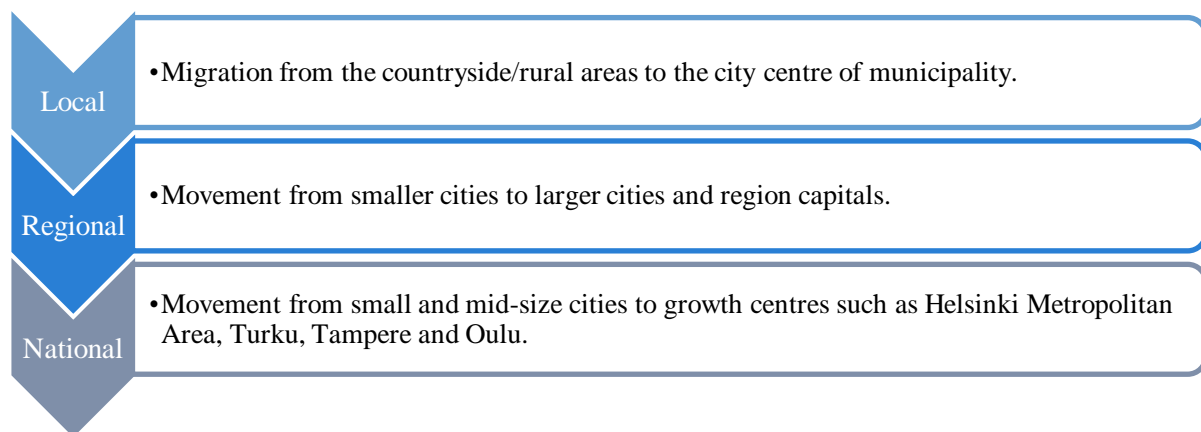 Local
•Migration from the countryside/rural areas to the city centre of municipality.
Regional
•Movement from smaller cities to larger cities and region capitals.
National
•Movement from small and mid-size cities to growth centres such as Helsinki Metropolitan
Area, Turku, Tampere and Oulu.